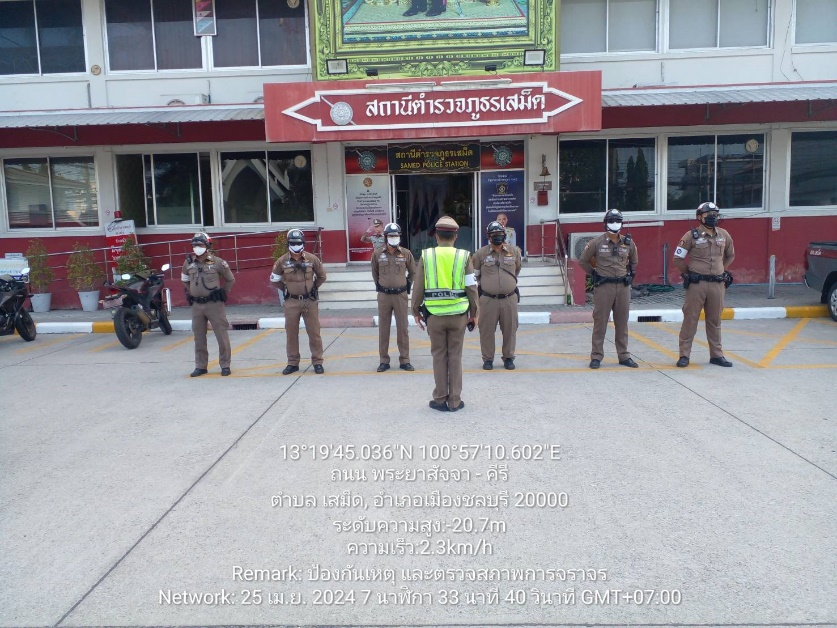 สถานีตำรวจภูธรเสม็ด
สถานีตำรวจภูธรเสม็ด
SAMED POLICE STATION
POLICE
13°19'45.036"N 100°57'10.602"E
ถนน พระยาสัจจา - คีรี
ตำบล เสม็ด, อำเภอเมืองชลบุรี 20000
ระดับความสูง:-20.7m
ความเร็ว:2.3km/h
Remark: ป้องกันเหตุ และตรวจสภาพการจราจร
Network: 25 เม.ย. 2024 7 นาฬิกา 33 นาที 40 วินาที GMT+07:00